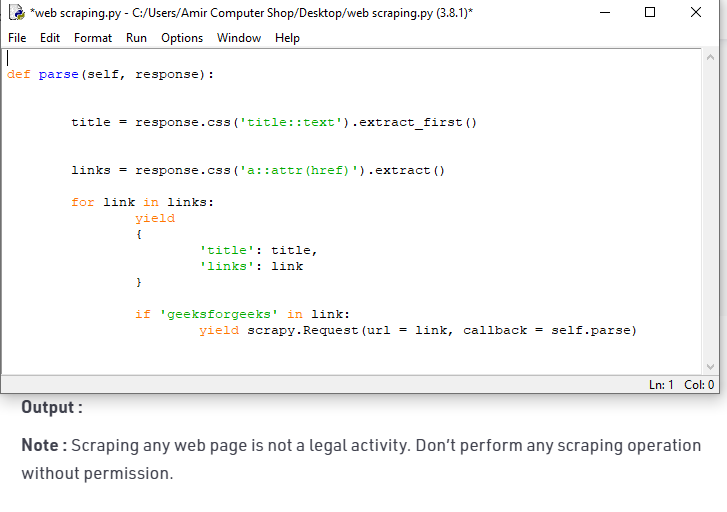 *web scraping.py - C:/Users/Amir Computer Shop/Desktop/web scraping.py (3.8.1)*
File Edit Format Run Options Window Help
def parse(self, response):
title = response.css('title::text').extract_first()
links = response.css('a::attr(href)').extract()
for link in links:
yield
{
'title': title,
'links': link
}
if 'geeksforgeeks' in link:
yield scrapy.Request(url = link, callback = self.parse)
Ln: 1 Col: 0
Output :
Note : Scraping any web page is not a legal activity. Don’t perform any scraping operation
without permission.